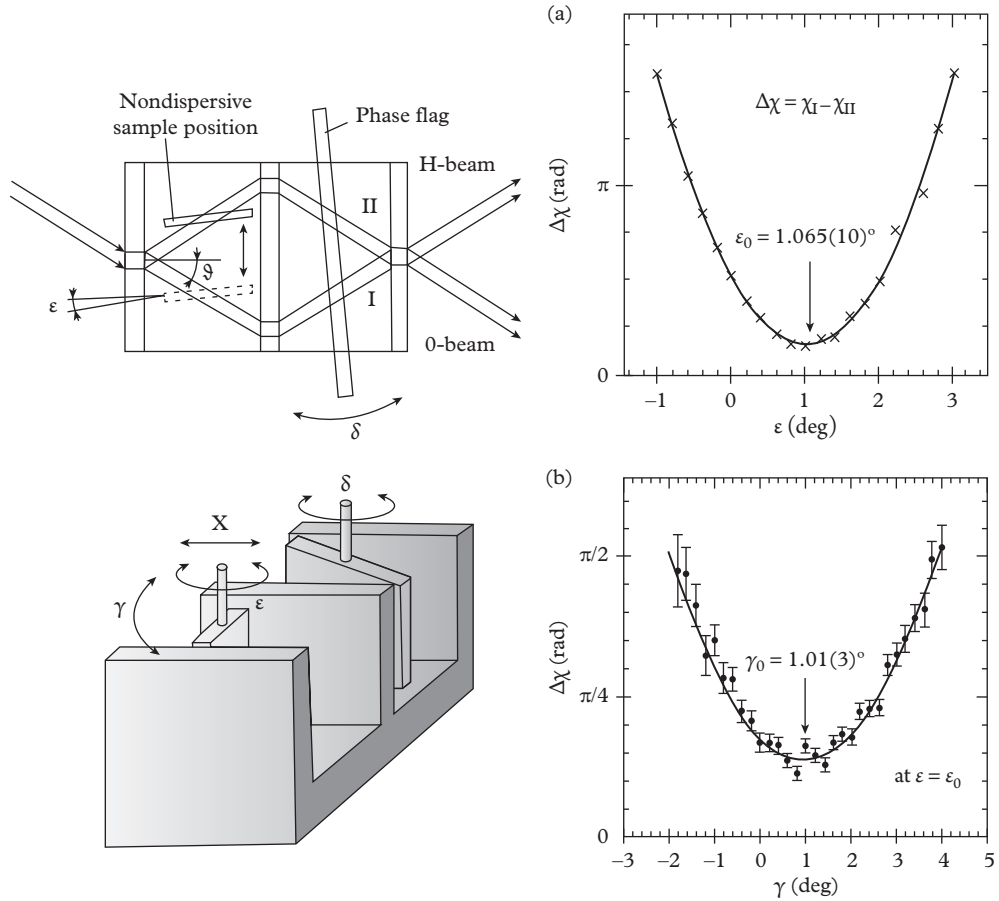 Nondispersive
sample position
Phase flag
H-beam
II
ϑ
I
ε
0-beam
δ
(a)
Δχ = χI – χII
Δχ (rad)
π
ε0 = 1.065(10)°
0
–1 0 1 2 3
ε (deg)
δ
X
γ
ε
(b)
π/2
Δχ (rad)
γ0 = 1.01(3)°
π/4
at ε = ε0
0
–3 –2 –1 0 1 2 3 4 5
γ (deg)